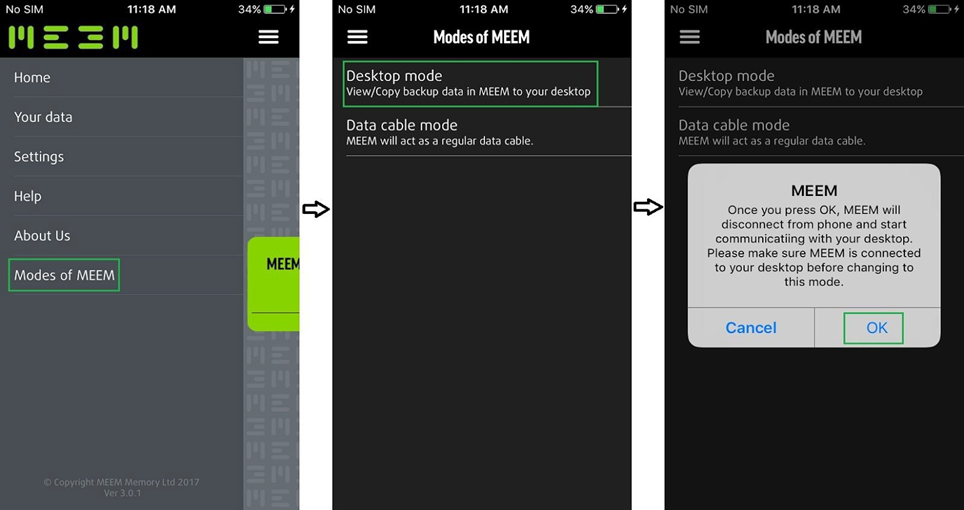 No SIM 11:18 AM 34%
MEEM
Home
Your data
Settings
Help
About Us
Modes of MEEM
MEEM
© Copyright MEEM Memory Ltd 2017
Ver 3.0.1
No SIM 11:18 AM 34%
Modes of MEEM
Desktop mode
View/Copy backup data in MEEM to your desktop
Data cable mode
MEEM will act as a regular data cable.
No SIM 11:18 AM 34%
Modes of MEEM
Desktop mode
View/Copy backup data in MEEM to your desktop
Data cable mode
MEEM will act as a regular data cable.
MEEM
Once you press OK, MEEM will
disconnect from phone and start
communicatiing with your desktop.
Please make sure MEEM is connected
to your desktop before changing to
this mode.
Cancel OK